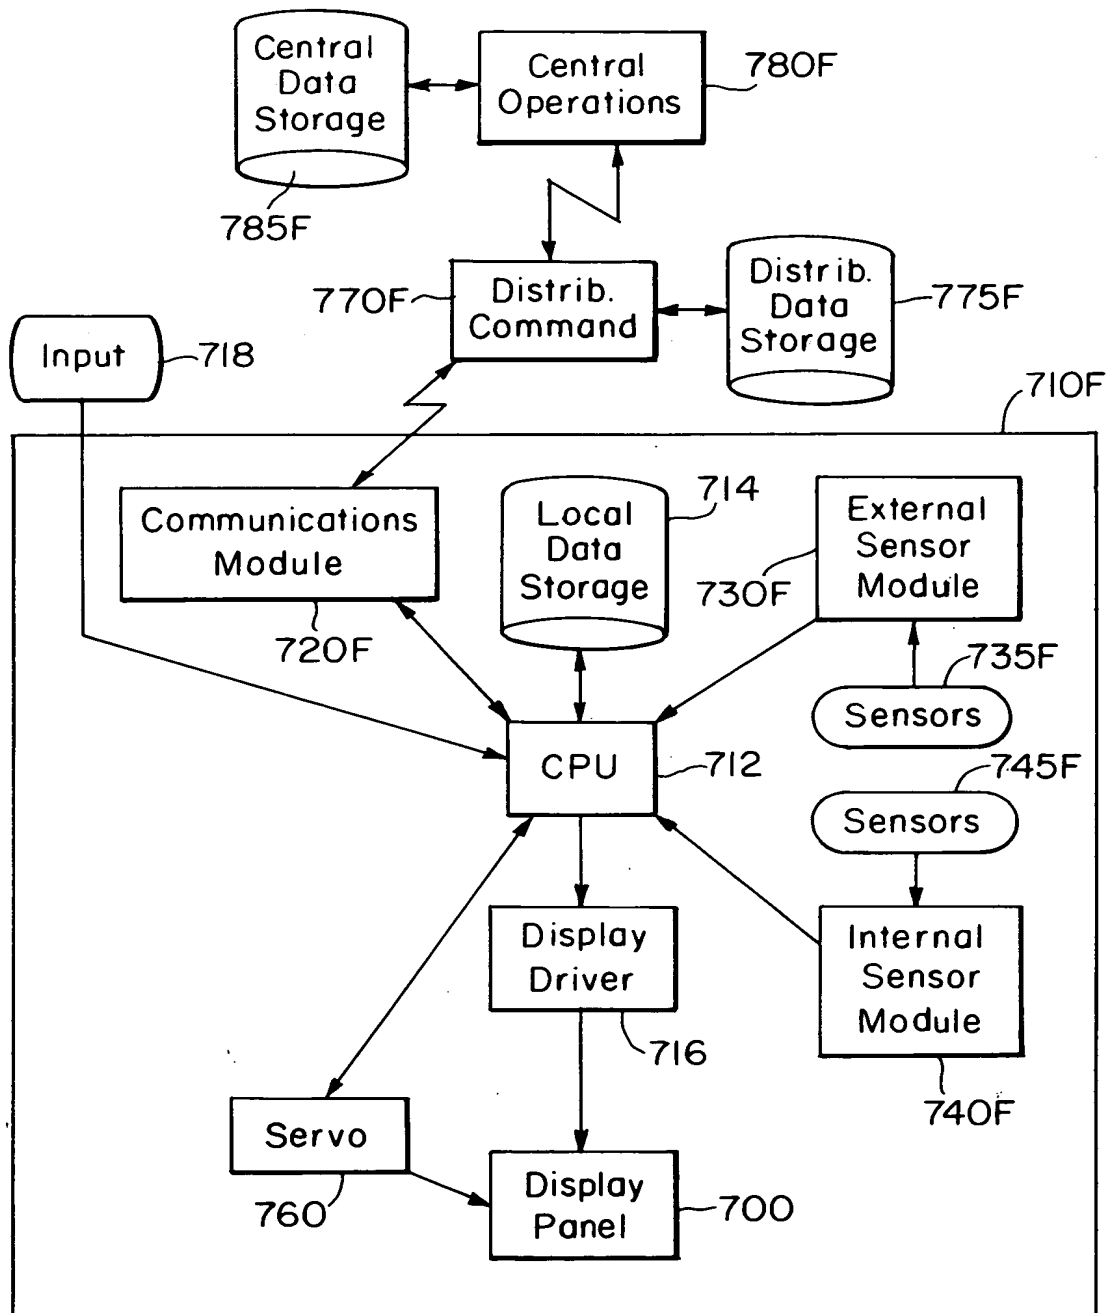 Central
Data
Storage
785F
Central
Operations
780F
770F
Distrib.
Command
Distrib.
Data
Storage
775F
Input
718
710F
Communications
Module
720F
Local
Data
Storage
714
External
Sensor
Module
730F
735F
Sensors
CPU
712
745F
Sensors
Display
Driver
716
Internal
Sensor
Module
740F
Servo
760
Display
Panel
700